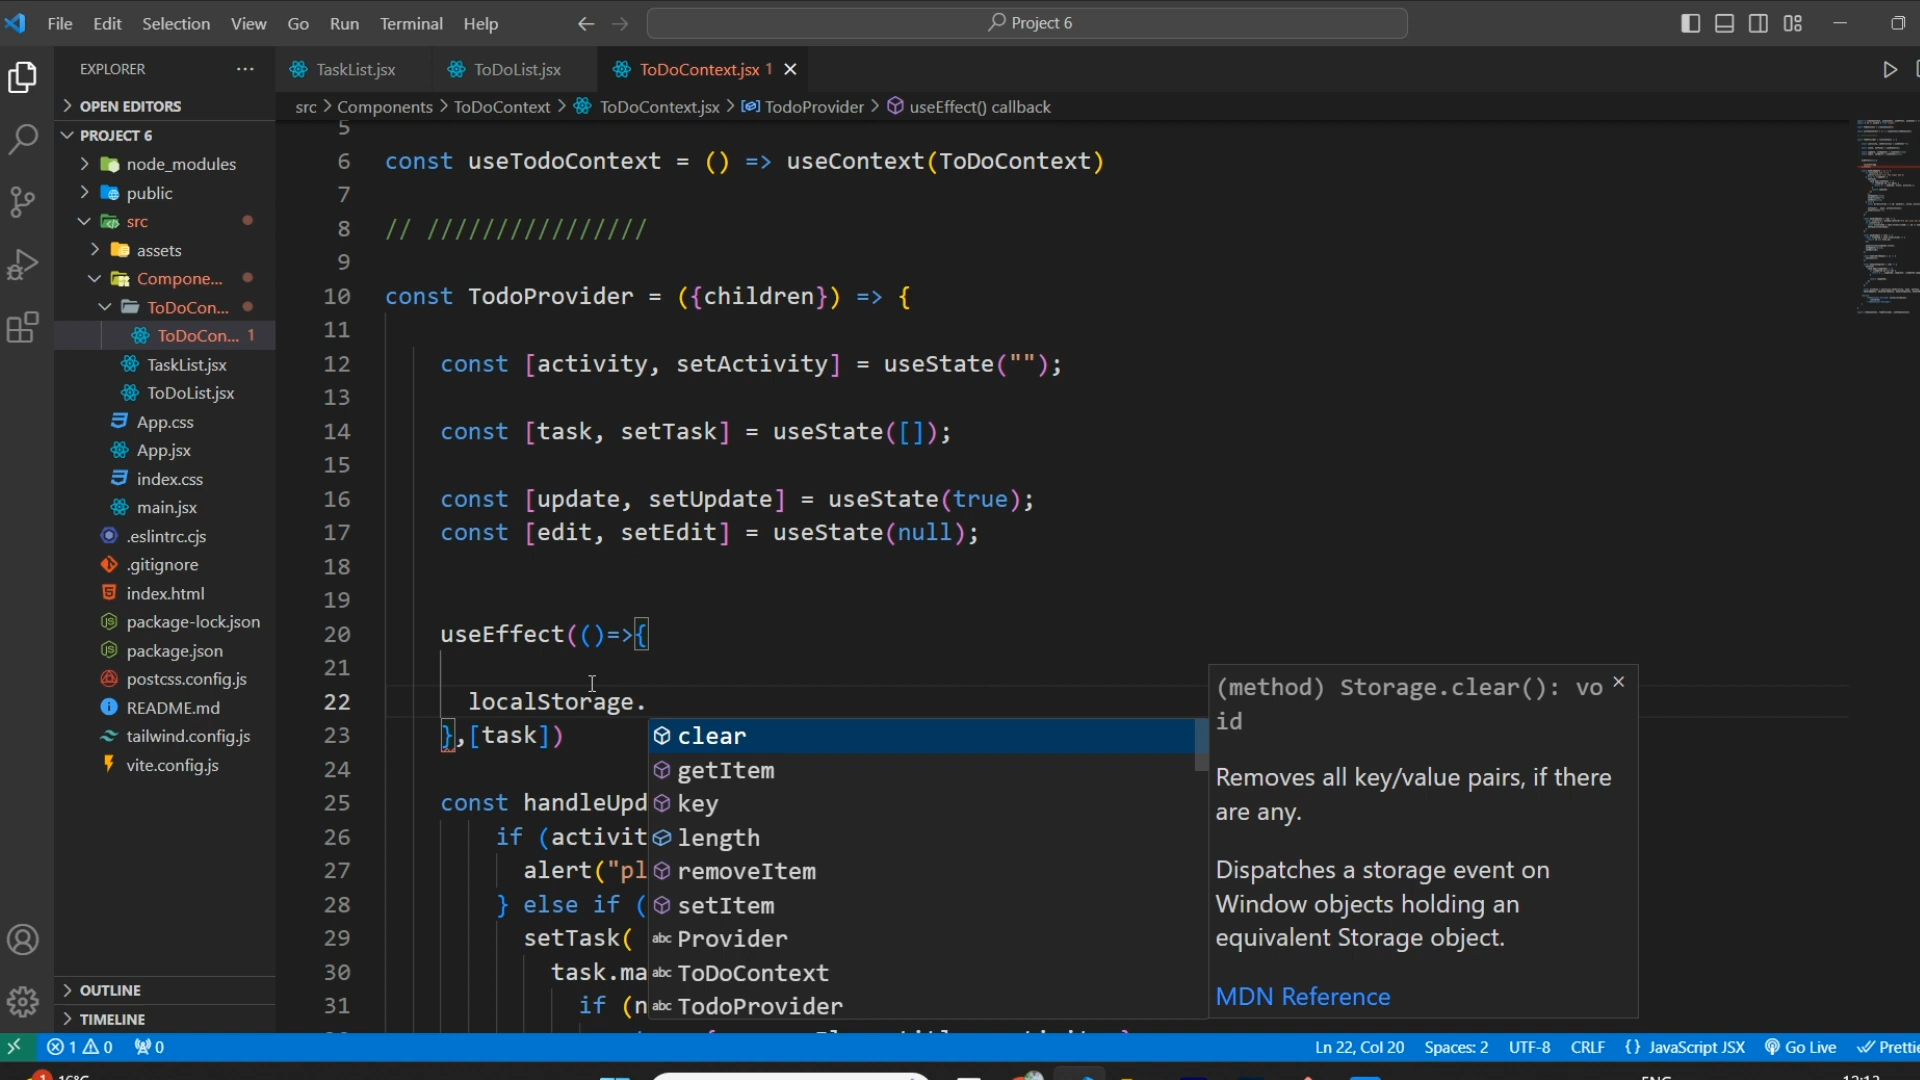 File Edit Selection View Go Run Terminal Help
Project 6
EXPLORER
TaskList.jsx
ToDoList.jsx
ToDoContext.jsx 1
OPEN EDITORS
src > Components > ToDoContext > ToDoContext.jsx > TodoProvider > useEffect() callback
PROJECT 6
node_modules
public
src
assets
Compone...
ToDoCon...
ToDoCon... 1
TaskList.jsx
ToDoList.jsx
App.css
App.jsx
index.css
main.jsx
.eslintrc.cjs
.gitignore
index.html
package-lock.json
package.json
postcss.config.js
README.md
tailwind.config.js
vite.config.js
OUTLINE
TIMELINE
5
6 const useTodoContext = () => useContext(ToDoContext)
7
8 // ////////////////
9
10 const TodoProvider = ({children}) => {
11
12 const [activity, setActivity] = useState("");
13
14 const [task, setTask] = useState([]);
15
16 const [update, setUpdate] = useState(true);
17 const [edit, setEdit] = useState(null);
18
19
20 useEffect(()=>{
21
22 localStorage.
23 },[task])
24
25 const handleUpd
26 if (activit
27 alert("pl
28 } else if (
29 setTask(
30 task.ma
31 if (n
clear
getItem
key
length
removeItem
setItem
Provider
ToDoContext
TodoProvider
(method) Storage.clear(): vo
id
Removes all key/value pairs, if there
are any.
Dispatches a storage event on
Window objects holding an
equivalent Storage object.
MDN Reference
1 0 0
Ln 22, Col 20 Spaces: 2 UTF-8 CRLF {} JavaScript JSX Go Live Prettie